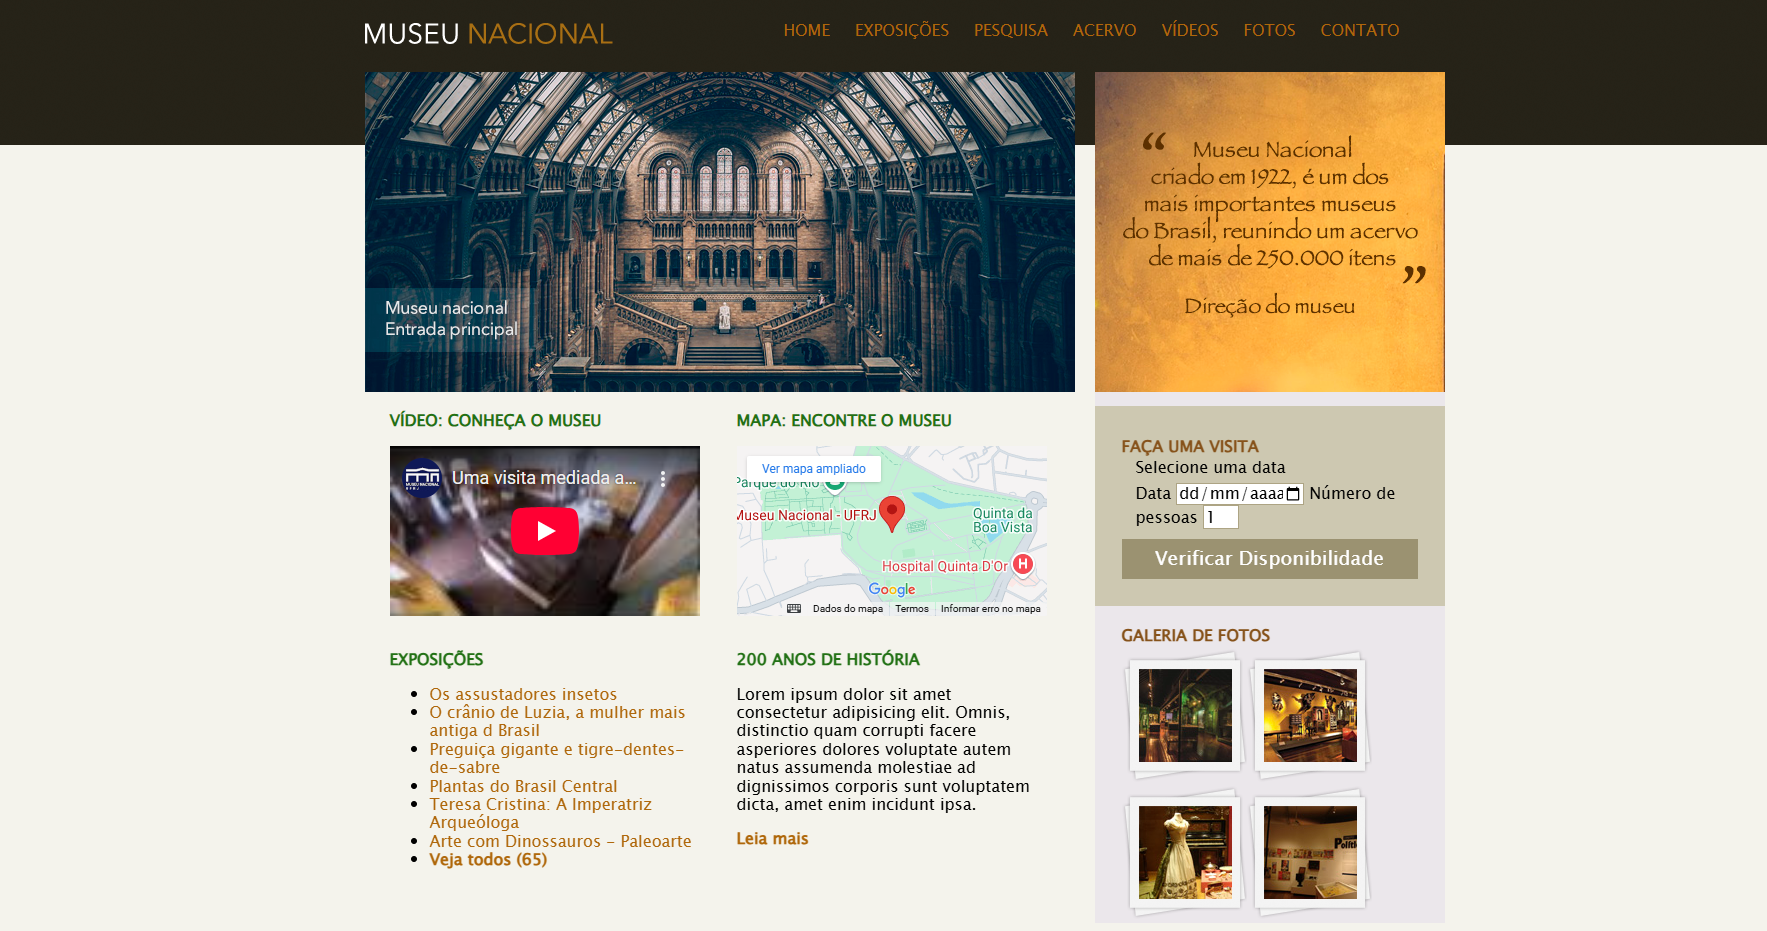 MUSEU NACIONAL
HOME EXPOSIÇÕES PESQUISA ACERVO VÍDEOS FOTOS CONTATO
Museu nacional
Entrada principal
“ Museu Nacional
criado em 1922, é um dos
mais importantes museus
do Brasil, reunindo um acervo
de mais de 250.000 itens ”
Direção do museu
VÍDEO: CONHEÇA O MUSEU
MUSEU NACIONAL
UFRJ
Uma visita mediada a...
MAPA: ENCONTRE O MUSEU
Ver mapa ampliado
Parque do Rio
Museu Nacional - UFRJ
Quinta da
Boa Vista
Hospital Quinta D'Or
H
Google
Dados do mapa Termos Informar erro no mapa
FAÇA UMA VISITA
Selecione uma data
Data dd/mm/aaaa Número de
pessoas 1
Verificar Disponibilidade
EXPOSIÇÕES
Os assustadores insetos
O crânio de Luzia, a mulher mais
antiga d Brasil
Preguiça gigante e tigre-dentes-
de-sabre
Plantas do Brasil Central
Teresa Cristina: A Imperatriz
Arqueóloga
Arte com Dinossauros - Paleoarte
Veja todos (65)
200 ANOS DE HISTÓRIA
Lorem ipsum dolor sit amet
consectetur adipisicing elit. Omnis,
distinctio quam corrupti facere
asperiores dolores voluptate autem
natus assumenda molestiae ad
dignissimos corporis sunt voluptatem
dicta, amet enim incidunt ipsa.
Leia mais
GALERIA DE FOTOS